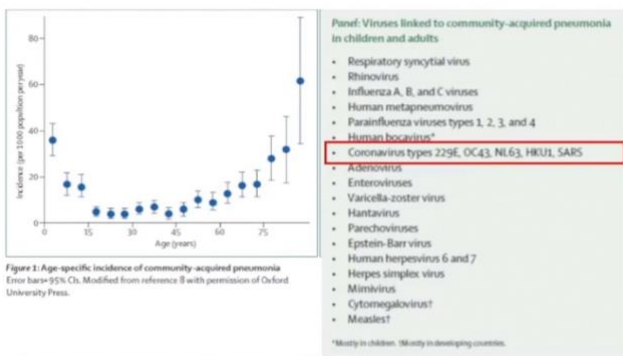 80
60
40
20
0
Incidence (per 1000 population per year)
0 15 30 45 60 75
Age (years)
Figure 1: Age-specific incidence of community-acquired pneumonia
Error bars=95% CIs. Modified from reference 8 with permission of Oxford
University Press.
Panel: Viruses linked to community-acquired pneumonia
in children and adults
• Respiratory syncytial virus
• Rhinovirus
• Influenza A, B, and C viruses
• Human metapneumovirus
• Parainfluenza viruses types 1, 2, 3, and 4
• Human bocavirus*
• Coronavirus types 229E, OC43, NL63, HKU1, SARS
• Adenovirus
• Enteroviruses
• Varicella-zoster virus
• Hantavirus
• Parechoviruses
• Epstein-Barr virus
• Human herpesvirus 6 and 7
• Herpes simplex virus
• Mimivirus
• Cytomegalovirus†
• Measles†
*Mostly in children. †Mostly in developing countries.